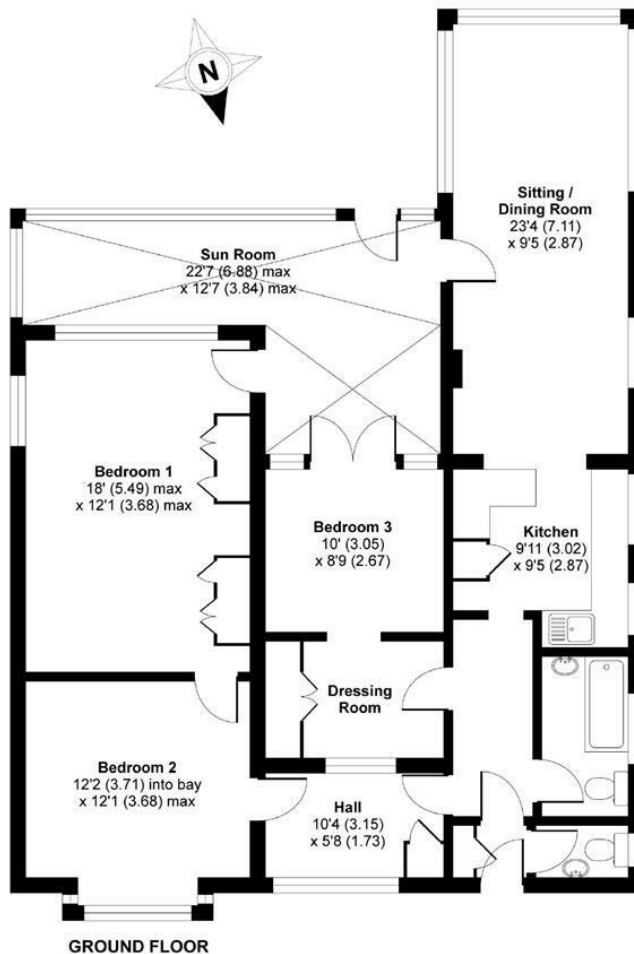 N
Sitting /
Dining Room
23'4 (7.11)
x 9'5 (2.87)
Sun Room
22'7 (6.88) max
x 12'7 (3.84) max
Bedroom 1
18' (5.49) max
x 12'1 (3.68) max
Bedroom 3
10' (3.05)
x 8'9 (2.67)
Kitchen
9'11 (3.02)
x 9'5 (2.87)
Dressing
Room
Bedroom 2
12'2 (3.71) into bay
x 12'1 (3.68) max
Hall
10'4 (3.15)
x 5'8 (1.73)
GROUND FLOOR